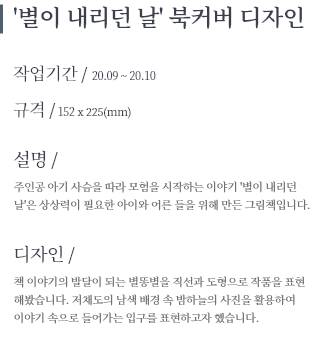 '별이 내리던 날' 북커버 디자인
작업기간 / 20.09 ~ 20.10
규격 / 152 x 225(mm)
설명 /
주인공 아기 사슴을 따라 모험을 시작하는 이야기 '별이 내리던
날'은 상상력이 필요한 아이와 어른 들을 위해 만든 그림책입니다.
디자인 /
책 이야기의 발달이 되는 별똥별을 직선과 도형으로 작품을 표현
해봤습니다. 저채도의 남색 배경 속 밤하늘의 사진을 활용하여
이야기 속으로 들어가는 입구를 표현하고자 했습니다.